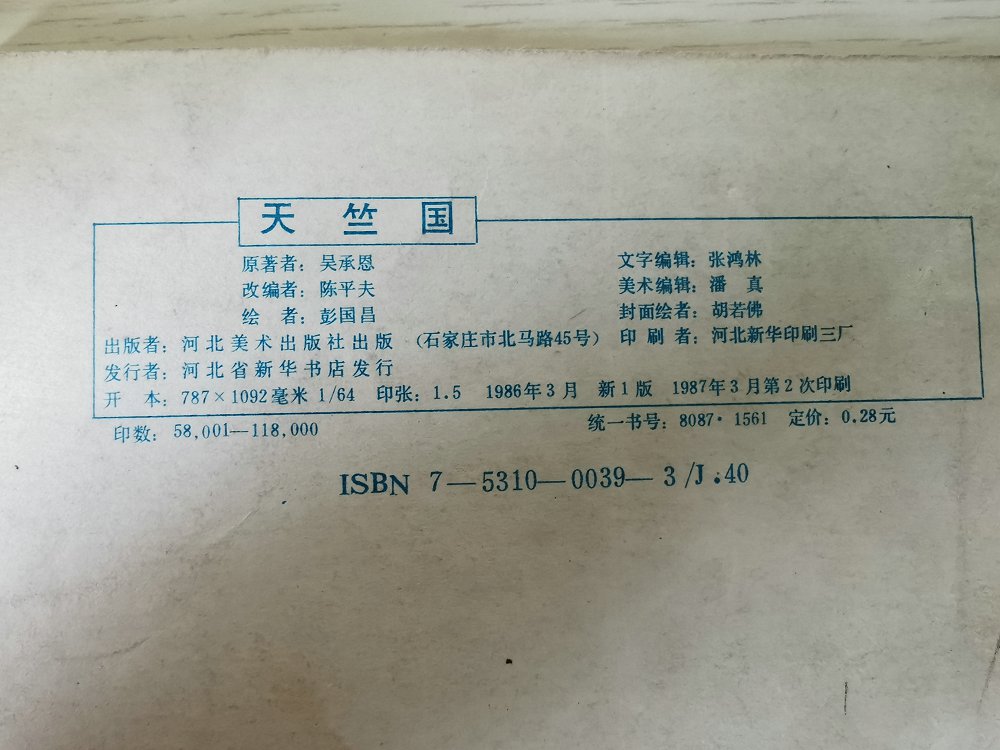 天竺国
原著者：吴承恩 文字编辑：张鸿林
改编者：陈平夫 美术编辑：潘 真
绘 者：彭国昌 封面绘者：胡若佛
出版者：河北美术出版社出版 （石家庄市北马路45号） 印刷者：河北新华印刷三厂
发行者：河北省新华书店发行
开 本：787×1092毫米 1/64 印张：1.5 1986年3月 新1版 1987年3月第2次印刷
印数：58,001—118,000 统一书号：8087·1561 定价：0.28元
ISBN 7—5310—0039—3/J.40